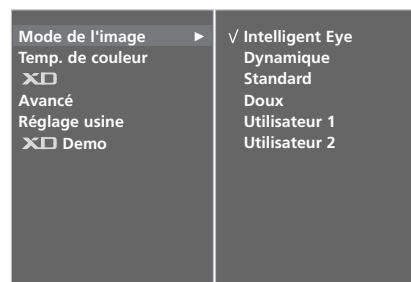 Mode de l'image ►
Temp. de couleur
XD
Avancé
Réglage usine
XD Demo
√ Intelligent Eye
Dynamique
Standard
Doux
Utilisateur 1
Utilisateur 2